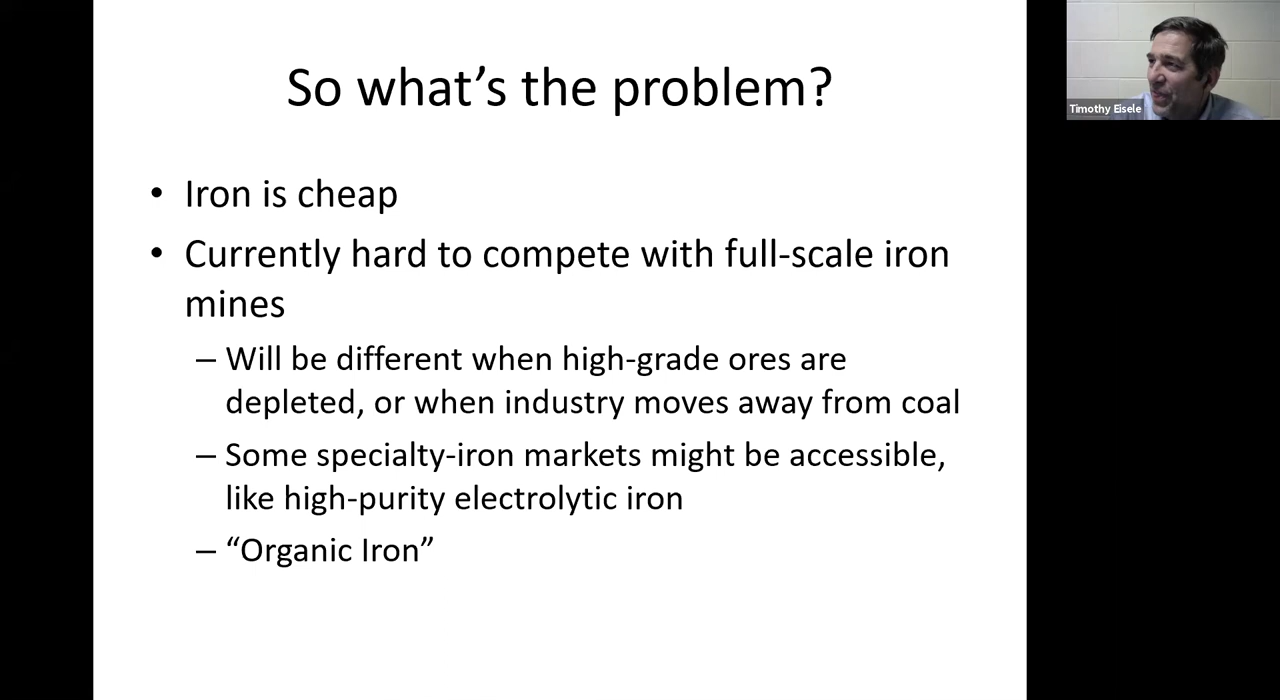 So what’s the problem?
• Iron is cheap
• Currently hard to compete with full-scale iron
mines
– Will be different when high-grade ores are
depleted, or when industry moves away from coal
– Some specialty-iron markets might be accessible,
like high-purity electrolytic iron
– “Organic Iron”
Timothy Eisele